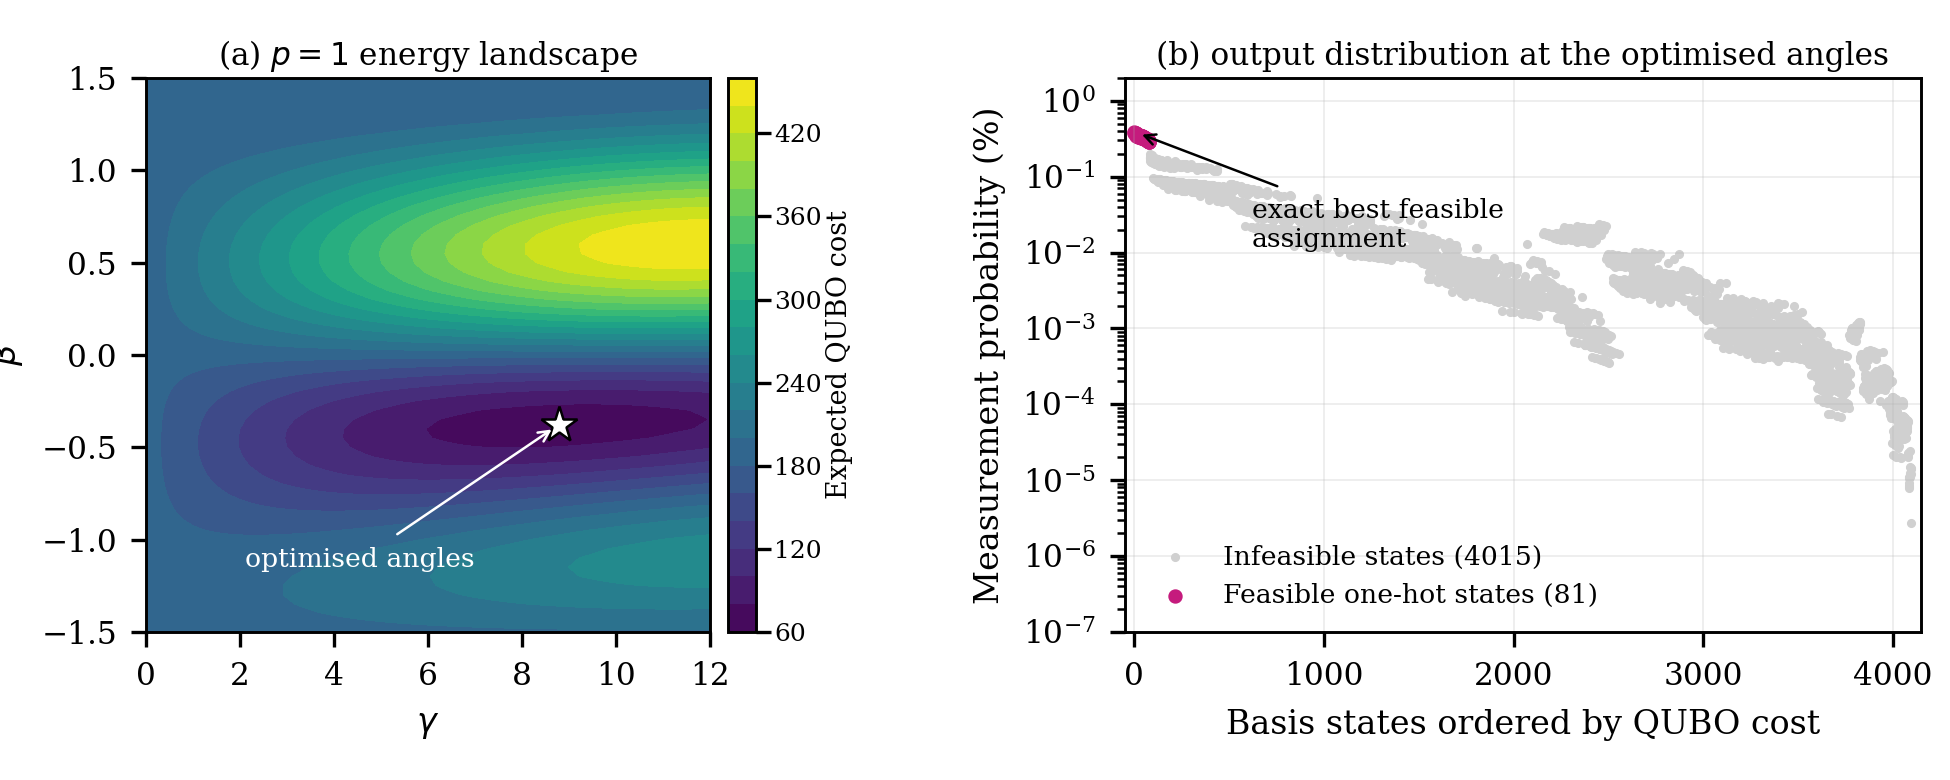 (a) p = 1 energy landscape
1.5
1.0
0.5
0.0
−0.5
−1.0
−1.5
β
0 2 4 6 8 10 12
γ
optimised angles
420
360
300
240
180
120
60
Expected QUBO cost
(b) output distribution at the optimised angles
10⁰
10⁻¹
10⁻²
10⁻³
10⁻⁴
10⁻⁵
10⁻⁶
10⁻⁷
Measurement probability (%)
exact best feasible
assignment
Infeasible states (4015)
Feasible one-hot states (81)
0 1000 2000 3000 4000
Basis states ordered by QUBO cost